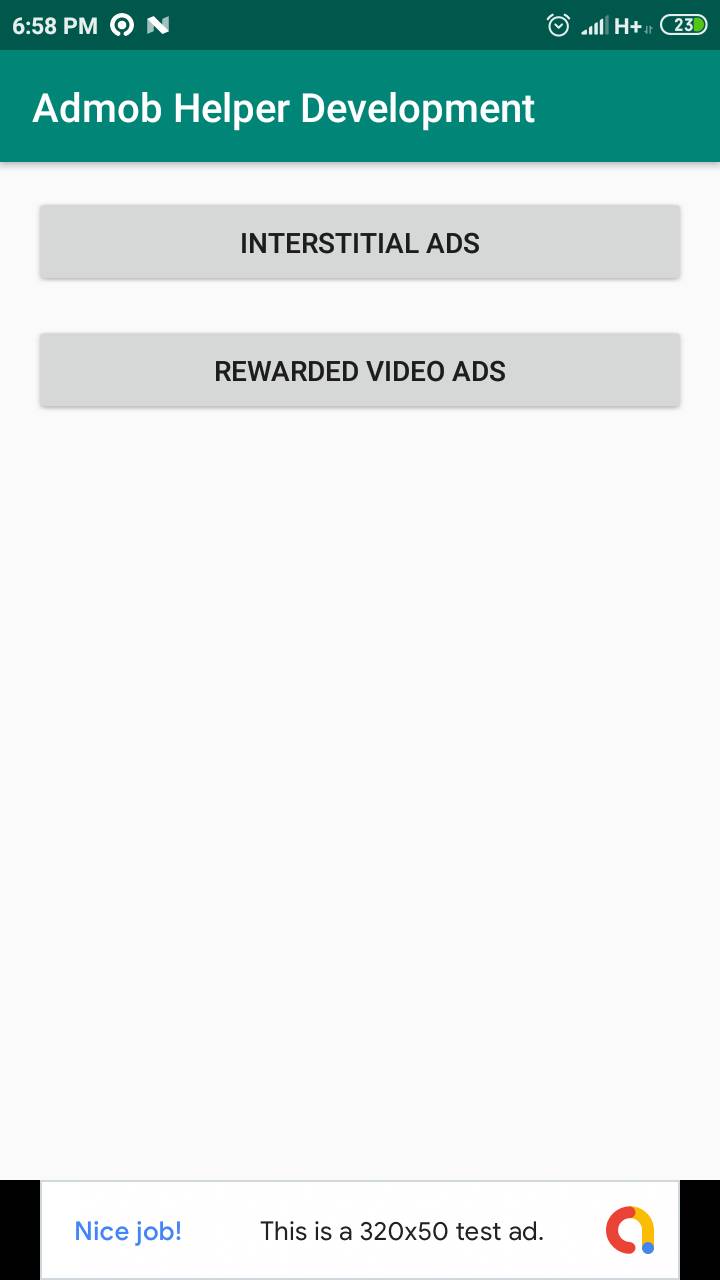 6:58 PM H+ 23
Admob Helper Development
INTERSTITIAL ADS
REWARDED VIDEO ADS
Nice job! This is a 320x50 test ad.